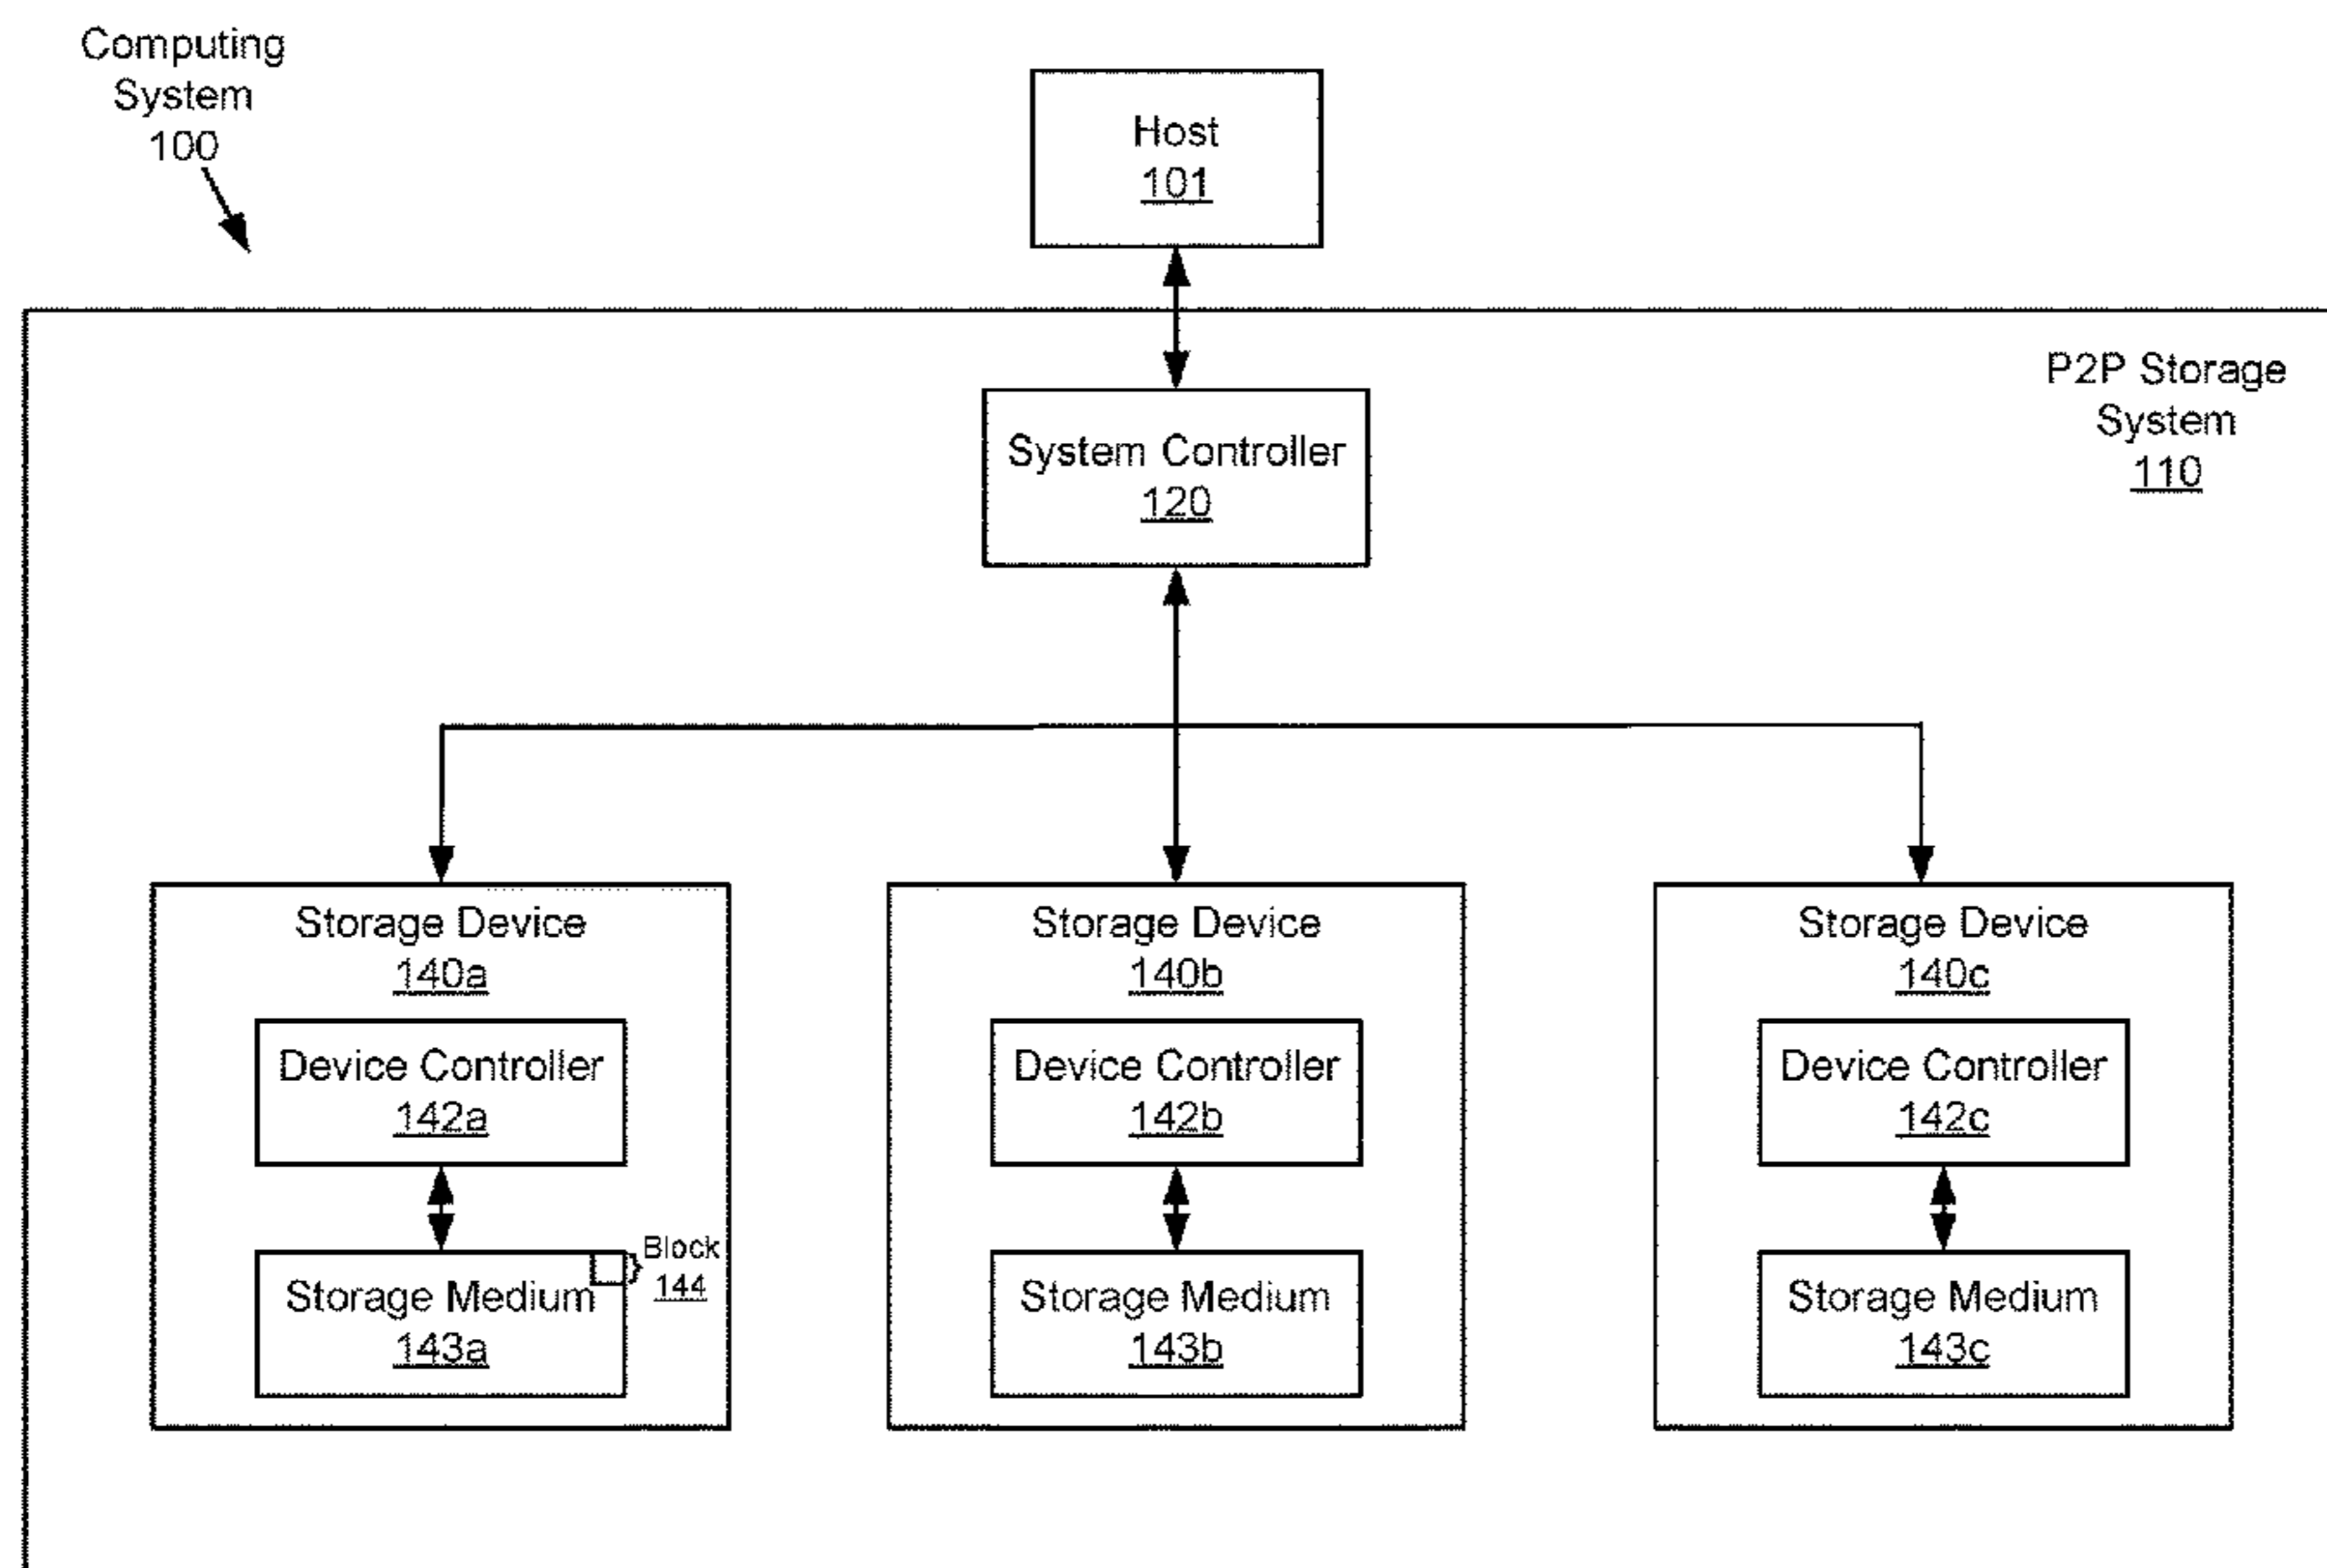 Computing
System
100
Host
101
P2P Storage
System
110
System Controller
120
Storage Device
140a
Device Controller
142a
Storage Medium
143a
Block
144
Storage Device
140b
Device Controller
142b
Storage Medium
143b
Storage Device
140c
Device Controller
142c
Storage Medium
143c